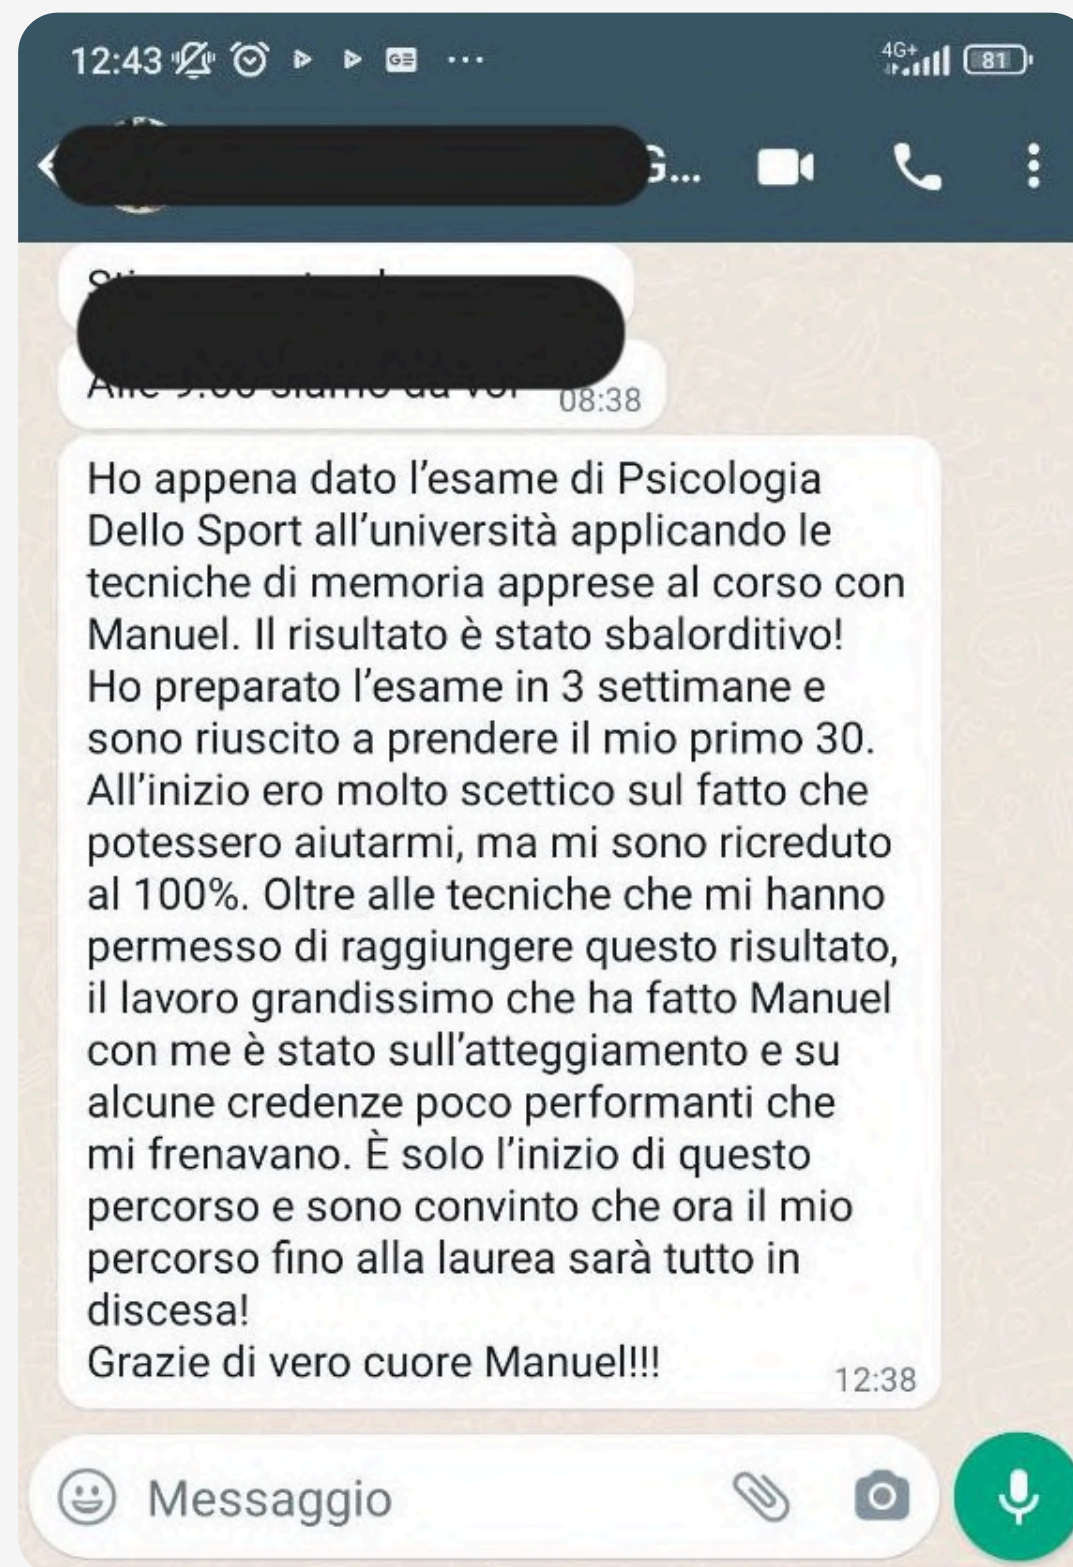 12:43 4G+ 81
G...
08:38
Ho appena dato l'esame di Psicologia
Dello Sport all'università applicando le
tecniche di memoria apprese al corso con
Manuel. Il risultato è stato sbalorditivo!
Ho preparato l'esame in 3 settimane e
sono riuscito a prendere il mio primo 30.
All'inizio ero molto scettico sul fatto che
potessero aiutarmi, ma mi sono ricreduto
al 100%. Oltre alle tecniche che mi hanno
permesso di raggiungere questo risultato,
il lavoro grandissimo che ha fatto Manuel
con me è stato sull'atteggiamento e su
alcune credenze poco performanti che
mi frenavano. È solo l'inizio di questo
percorso e sono convinto che ora il mio
percorso fino alla laurea sarà tutto in
discesa!
Grazie di vero cuore Manuel!!!
12:38
Messaggio